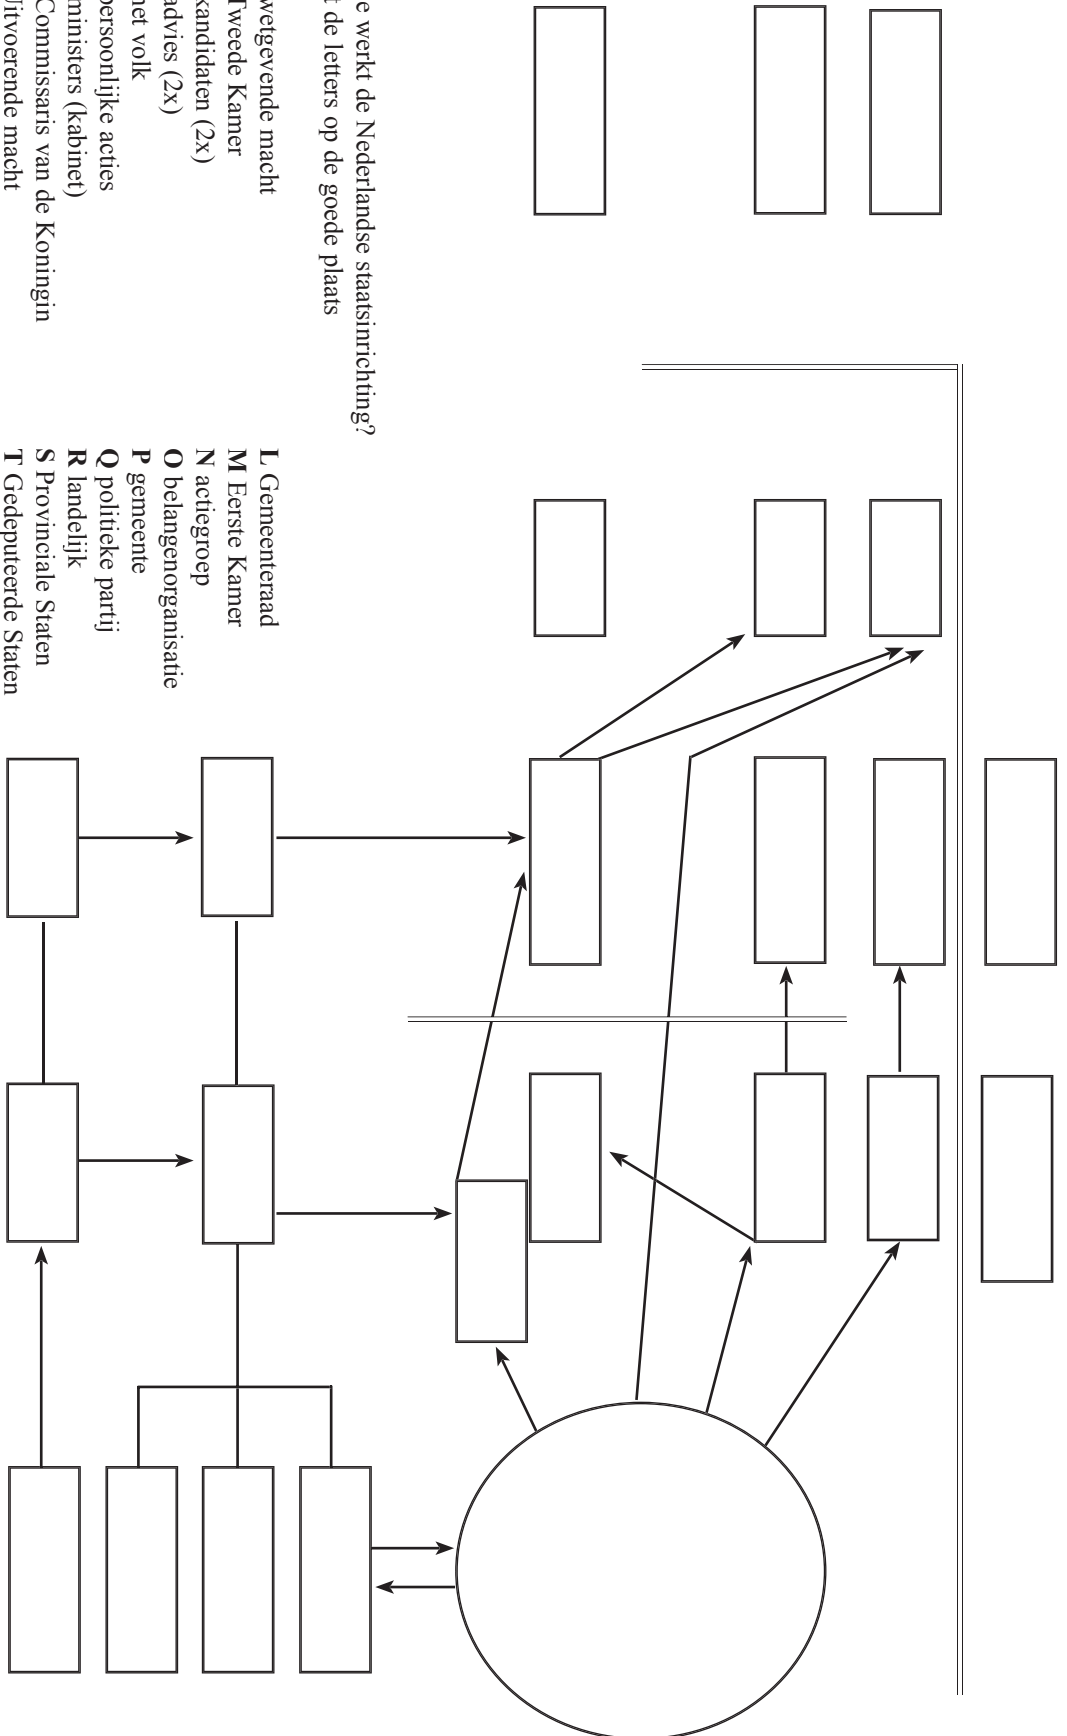 e werkt de Nederlandse staatsinrichting?
t de letters op de goede plaats
wetgevende macht
Tweede Kamer
kandidaten (2x)
advies (2x)
het volk
persoonlijke acties
ministers (kabinet)
Commissaris van de Koningin
Uitvoerende macht
L Gemeenteraad
M Eerste Kamer
N actiegroep
O belangenorganisatie
P gemeente
Q politieke partij
R landelijk
S Provinciale Staten
T Gedeputeerde Staten